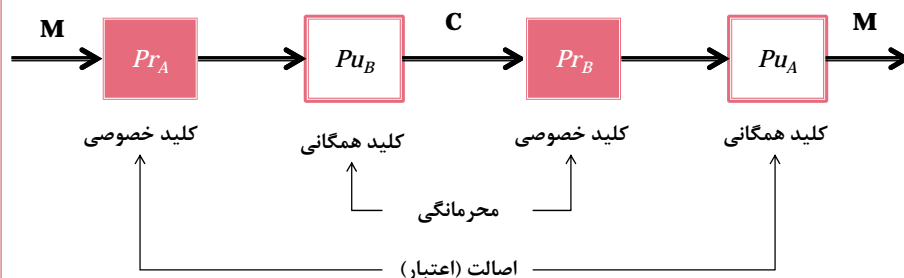 M C M
Pr_A Pu_B Pr_B Pu_A
کلید خصوصی کلید همگانی کلید خصوصی کلید همگانی
محرمانگی
اصالت (اعتبار)